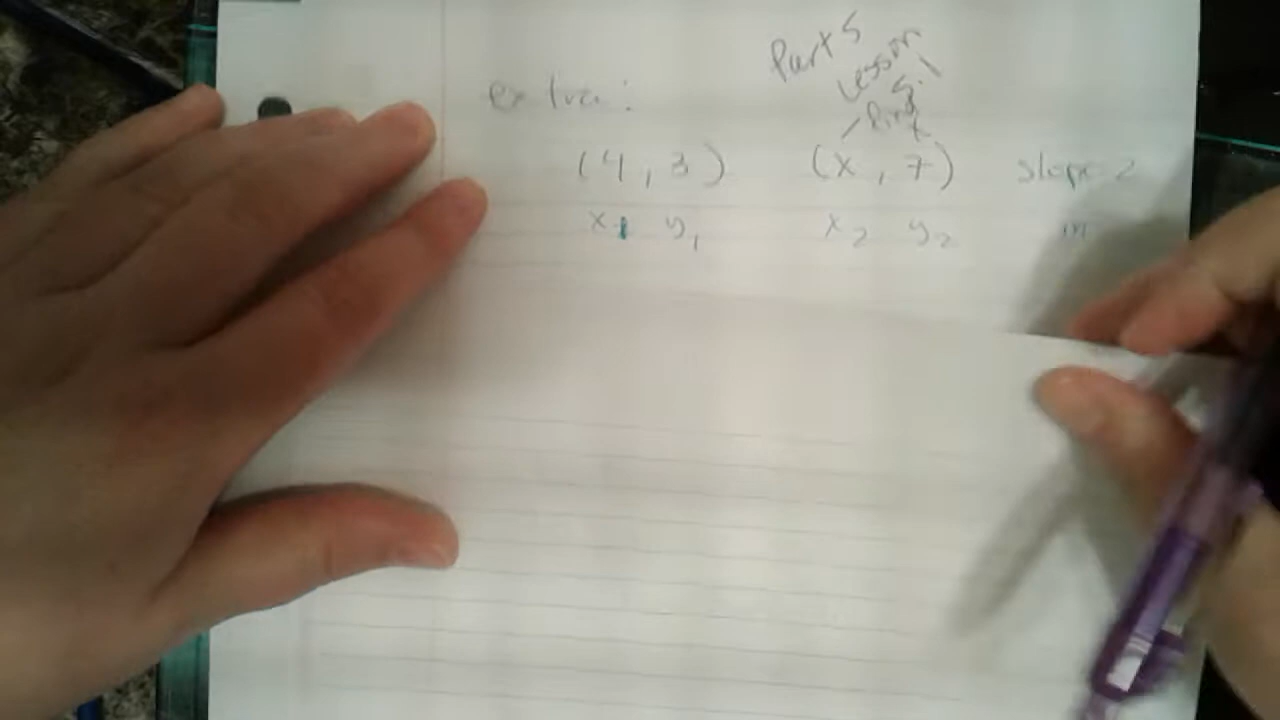 Part 5
Lesson
5.1
extra:
Find
(4, 3) (x, 7) slope 2
x1 y1 x2 y2 m